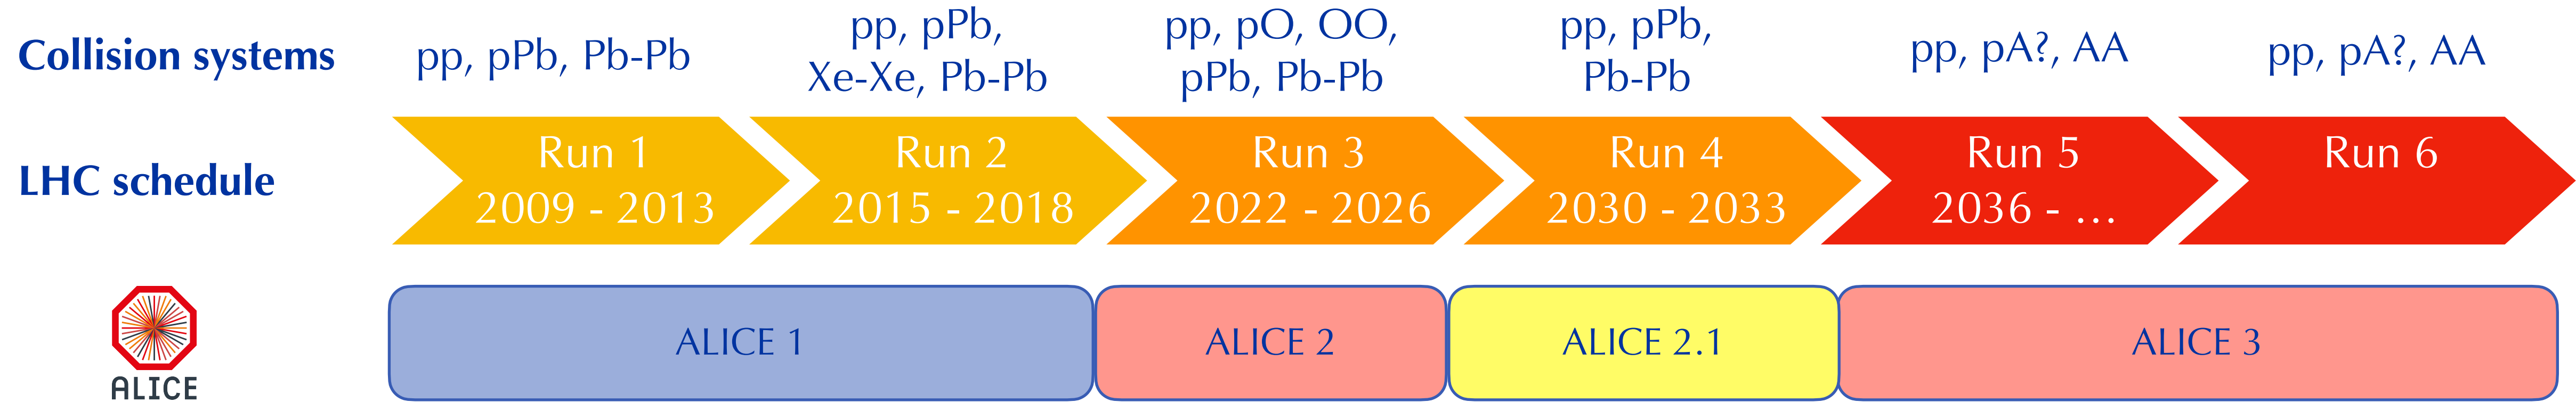 Collision systems
pp, pPb, Pb-Pb
pp, pPb,
Xe-Xe, Pb-Pb
pp, pO, OO,
pPb, Pb-Pb
pp, pPb,
Pb-Pb
pp, pA?, AA
pp, pA?, AA
LHC schedule
Run 1
2009 - 2013
Run 2
2015 - 2018
Run 3
2022 - 2026
Run 4
2030 - 2033
Run 5
2036 - …
Run 6
ALICE
ALICE 1
ALICE 2
ALICE 2.1
ALICE 3